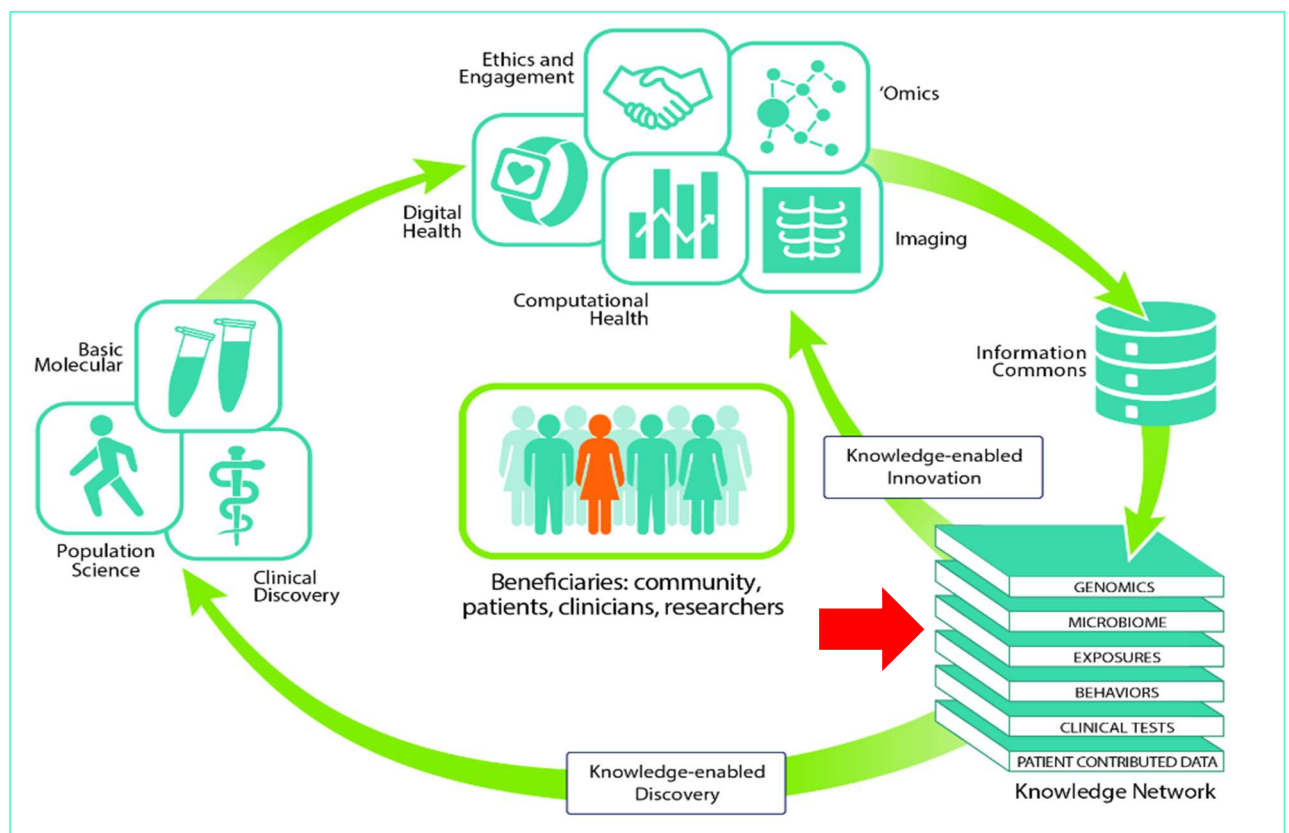 Ethics and
Engagement
‘Omics
Digital
Health
Imaging
Computational
Health
Basic
Molecular
Information
Commons
Population
Science
Clinical
Discovery
Beneficiaries: community,
patients, clinicians, researchers
Knowledge-enabled
Innovation
GENOMICS
MICROBIOME
EXPOSURES
BEHAVIORS
CLINICAL TESTS
PATIENT CONTRIBUTED DATA
Knowledge Network
Knowledge-enabled
Discovery